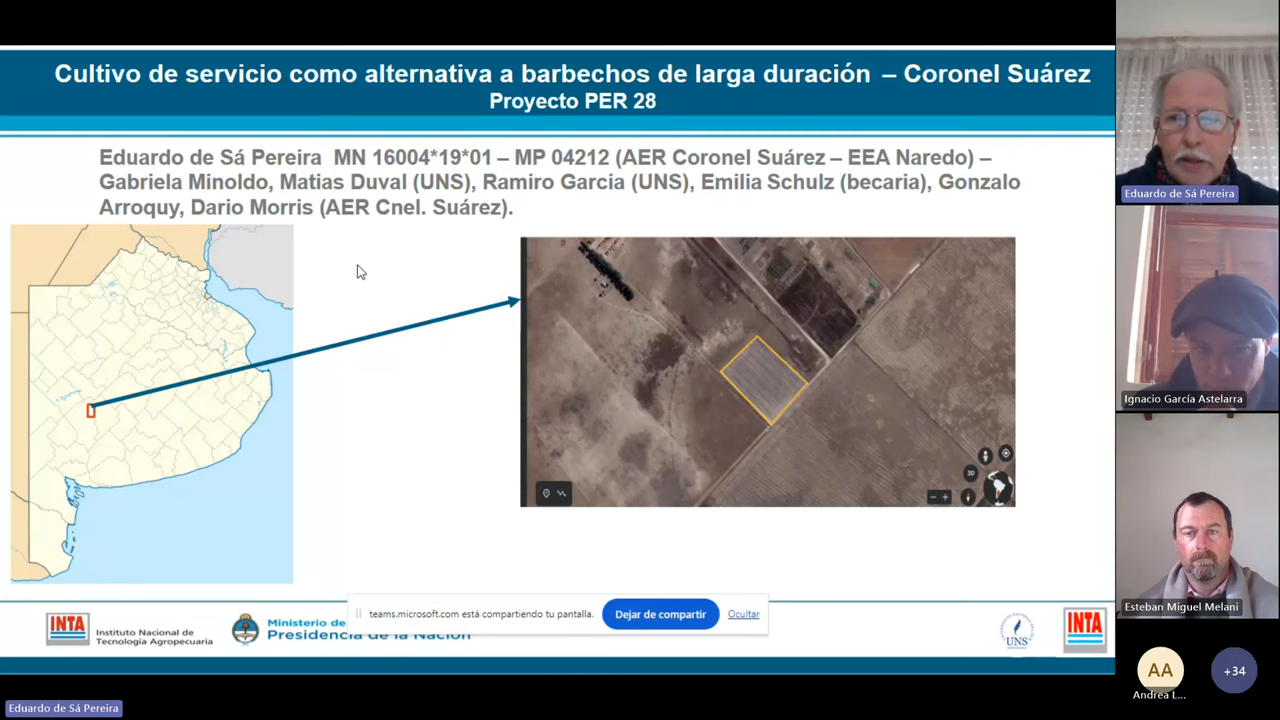 Cultivo de servicio como alternativa a barbechos de larga duración – Coronel Suárez
Proyecto PER 28
Eduardo de Sá Pereira MN 16004*19*01 – MP 04212 (AER Coronel Suárez – EEA Naredo) –
Gabriela Minoldo, Matias Duval (UNS), Ramiro Garcia (UNS), Emilia Schulz (becaria), Gonzalo
Arroquy, Dario Morris (AER Cnel. Suárez).
3D
teams.microsoft.com está compartiendo tu pantalla.
Dejar de compartir
Ocultar
INTA
Instituto Nacional de
Tecnología Agropecuaria
Ministerio de
Presidencia de la Nación
UNS
INTA
Eduardo de Sá Pereira
Ignacio García Astelarra
Esteban Miguel Melani
AA
Andrea L...
+34
Eduardo de Sá Pereira